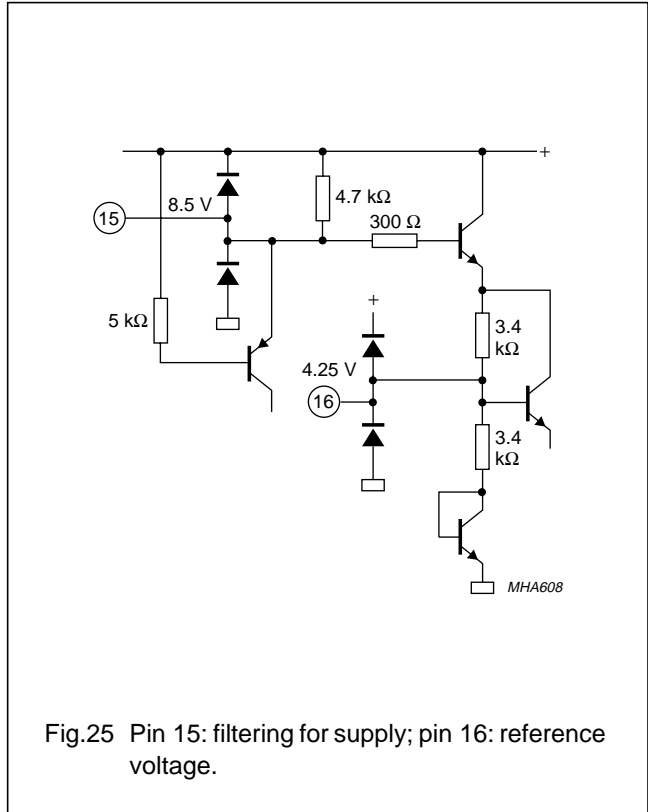 +
8.5 V
4.7 kΩ
15
300 Ω
+
5 kΩ
3.4
kΩ
4.25 V
16
3.4
kΩ
MHA608
Fig.25 Pin 15: filtering for supply; pin 16: reference
voltage.